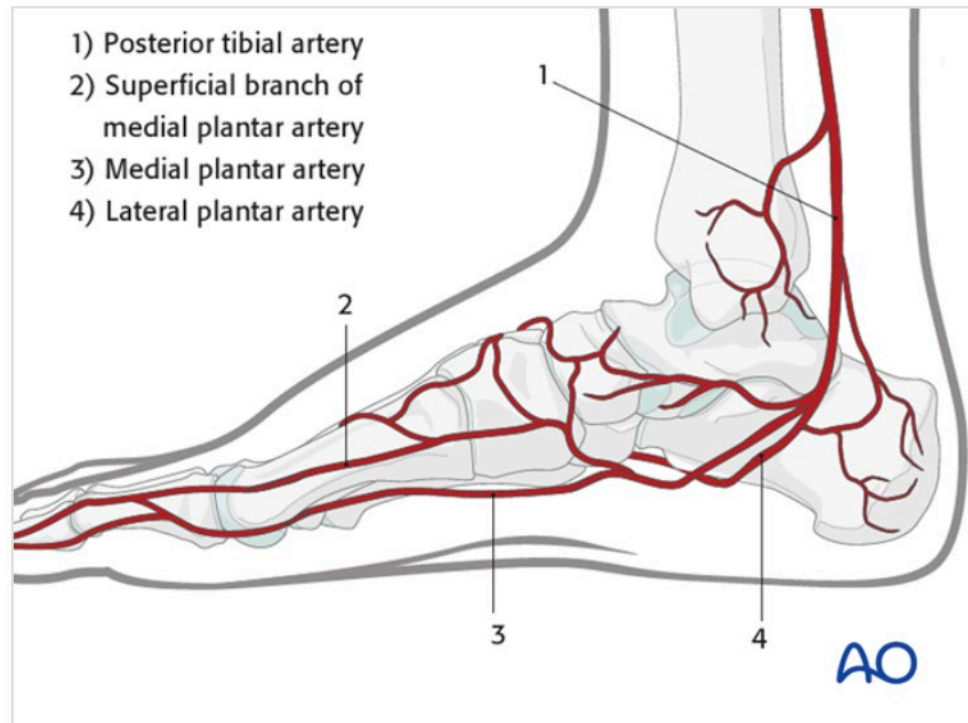 1) Posterior tibial artery
2) Superficial branch of
medial plantar artery
3) Medial plantar artery
4) Lateral plantar artery
1
2
3
4
AO